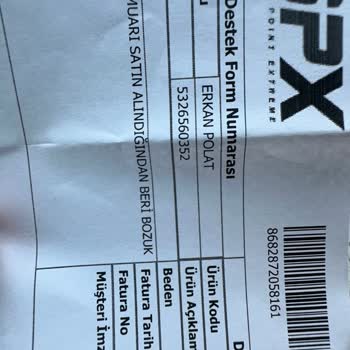 SPX
POINT EXTREME
8682872058161
Destek Form Numarası
ERKAN POLAT
5326560352
MUARI SATIN ALINDIĞINDAN BERİ BOZUK
Ürün Kodu
Ürün Açıklam
Beden
Fatura Tarih
Fatura No
Müşteri İmz